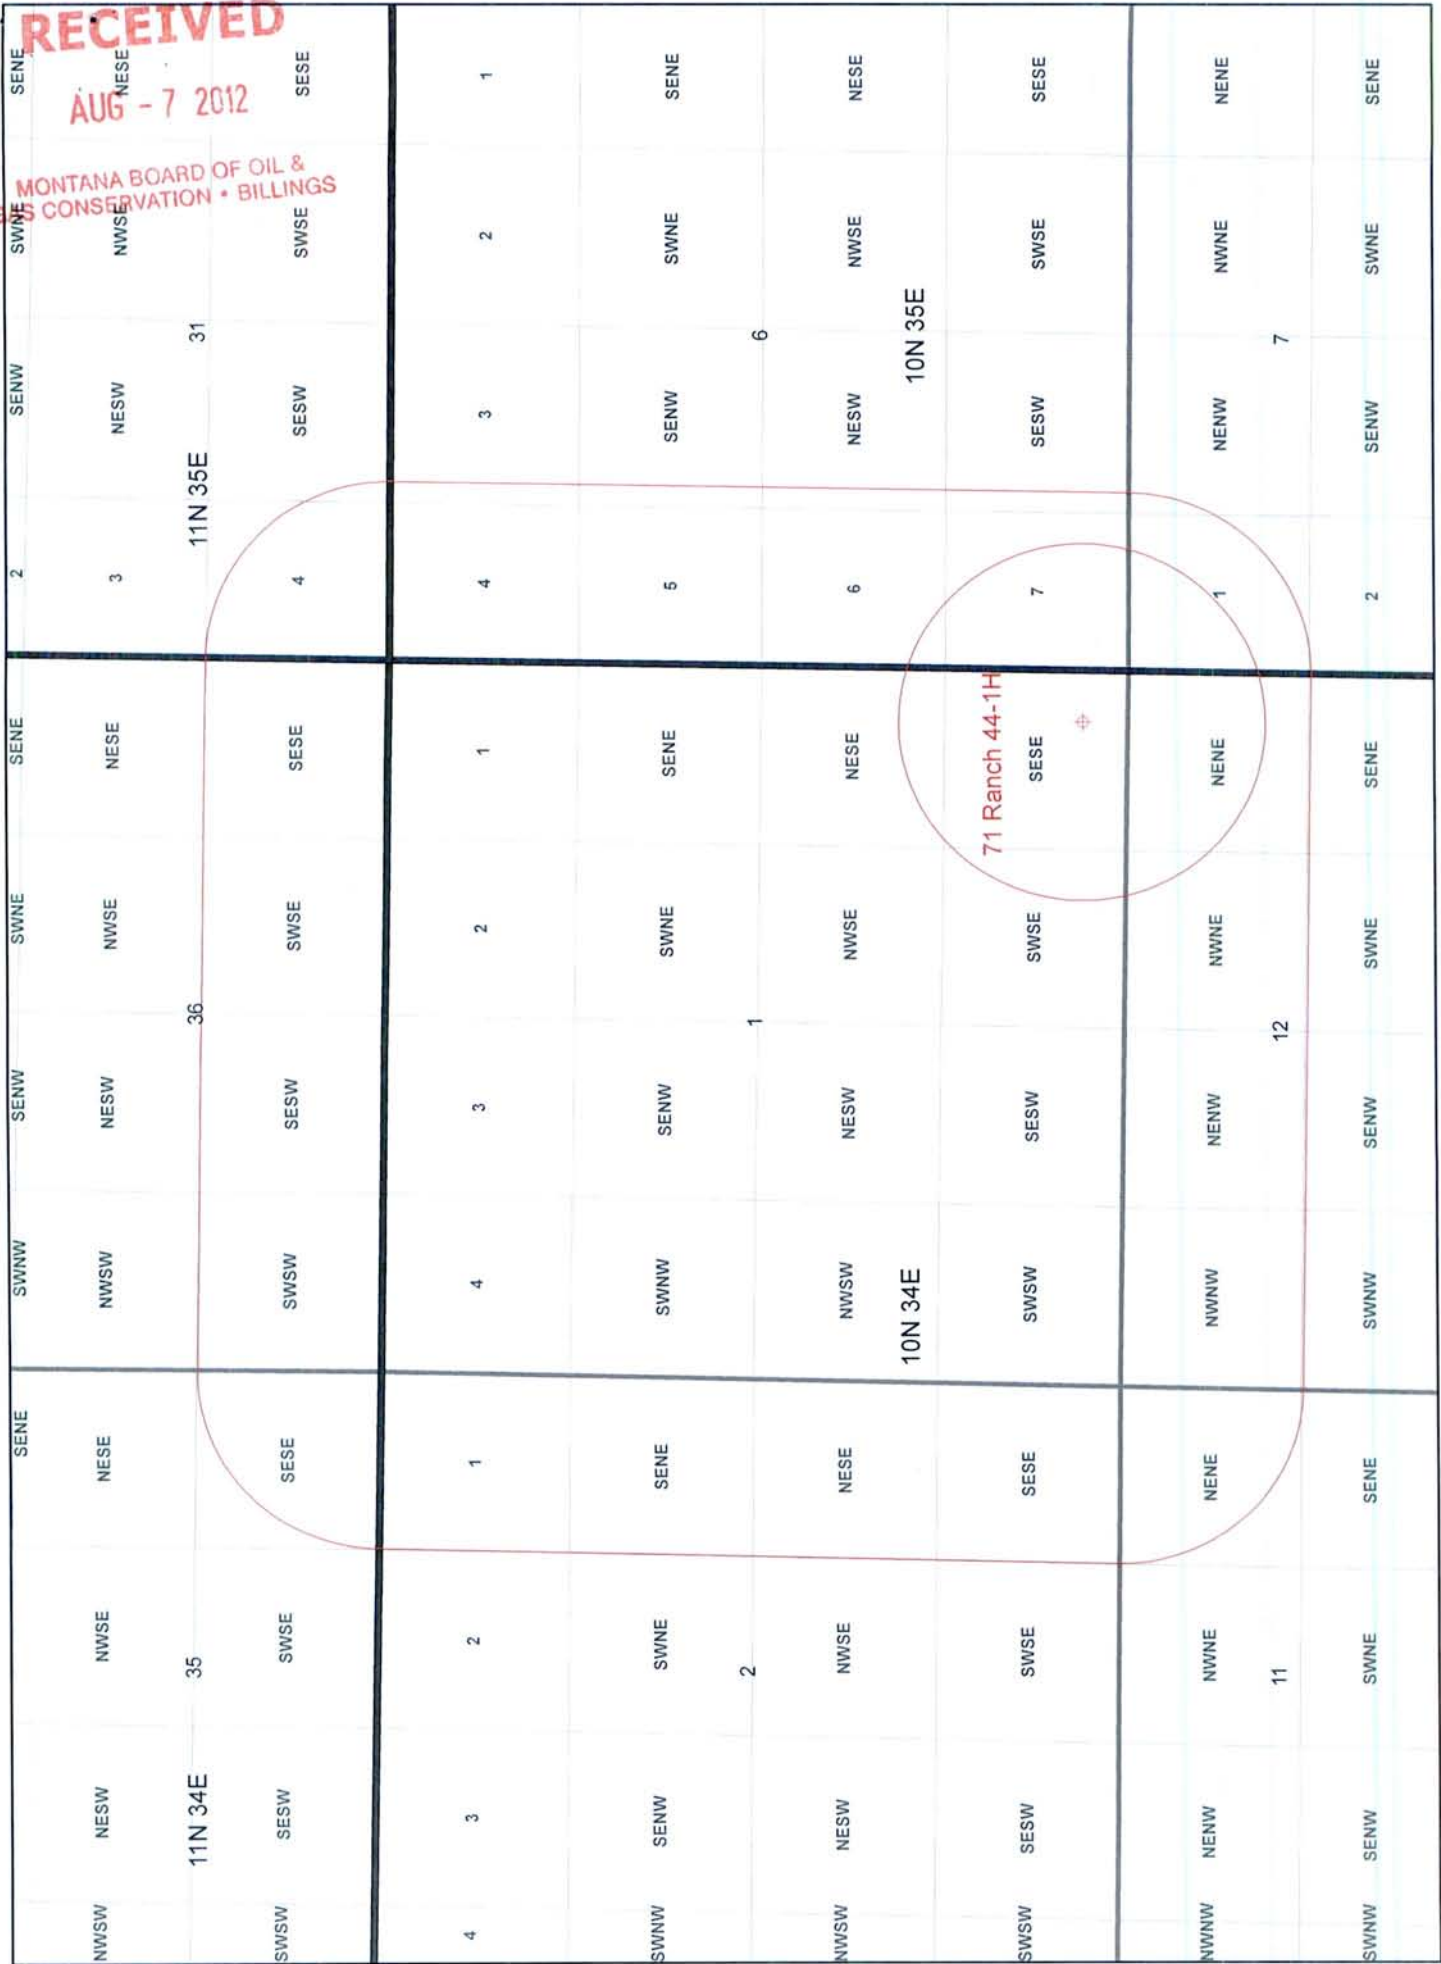 RECEIVED
AUG - 7 2012
MONTANA BOARD OF OIL &
GAS CONSERVATION • BILLINGS
SENE SWNW SENW SWNE SENE 2 SENW SWNE SENE
NWSW NESW NWSE NESE NWSW NESW NWSE NESE 3 NESW NWSE NESE
11N 34E 35 36 11N 35E 31
SWSW SESW SWSE SESE SWSW SESW SWSE SESE 4 SESW SWSE SESE
4 3 2 1 4 3 2 1 4 3 2 1
SWNW SENW SWNE SENE SWNW SENW SWNE SENE 5 SENW SWNE SENE
2 1 6
NWSW NESW NWSE NESE NWSW NESW NWSE NESE 6 NESW NWSE NESE
10N 34E 10N 35E
71 Ranch 44-1H
SWSW SESW SWSE SESE SWSW SESW SWSE SESE 7 SESW SWSE SESE
NWNW NENW NWNE NENE NWNW NENW NWNE NENE 1 NENW NWNE NENE
11 12 7
SWNW SENW SWNE SENE SWNW SENW SWNE SENE 2 SENW SWNE SENE